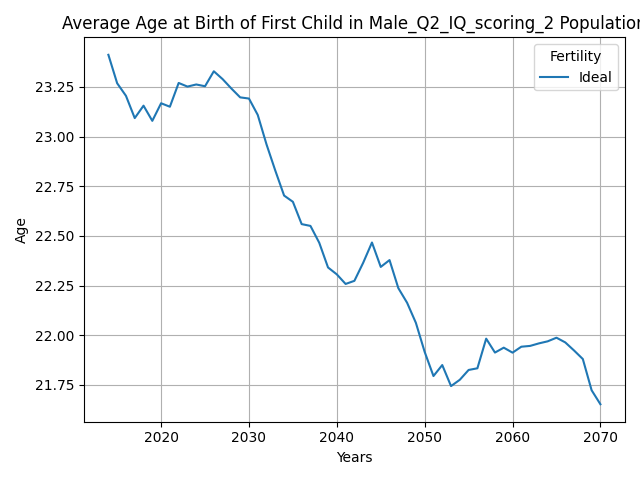 Average Age at Birth of First Child in Male_Q2_IQ_scoring_2 Population
Fertility
Ideal
23.25
23.00
22.75
22.50
22.25
22.00
21.75
Age
2020 2030 2040 2050 2060 2070
Years